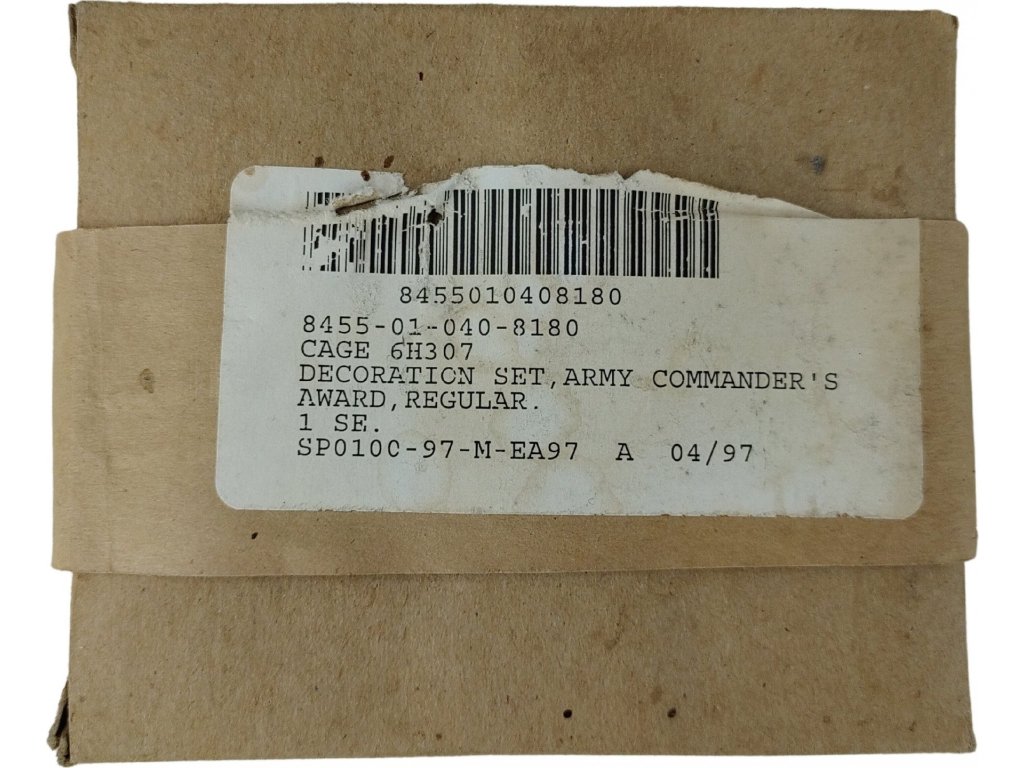 8455010408180
8455-01-040-8180
CAGE 6H307
DECORATION SET,ARMY COMMANDER'S
AWARD,REGULAR.
1 SE.
SP0100-97-M-EA97 A 04/97